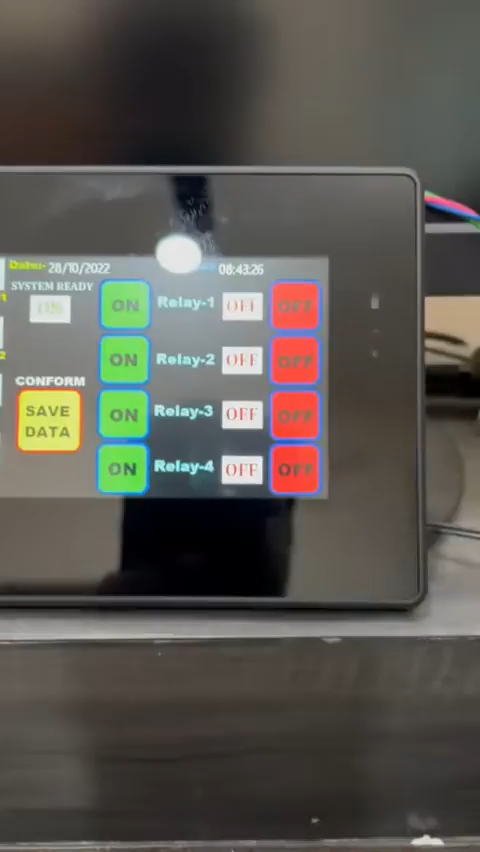 Date:- 28/10/2022 08:43:26
SYSTEM READY
ON
ON Relay-1 OFF OFF
ON Relay-2 OFF OFF
CONFORM
SAVE
DATA
ON Relay-3 OFF OFF
ON Relay-4 OFF OFF